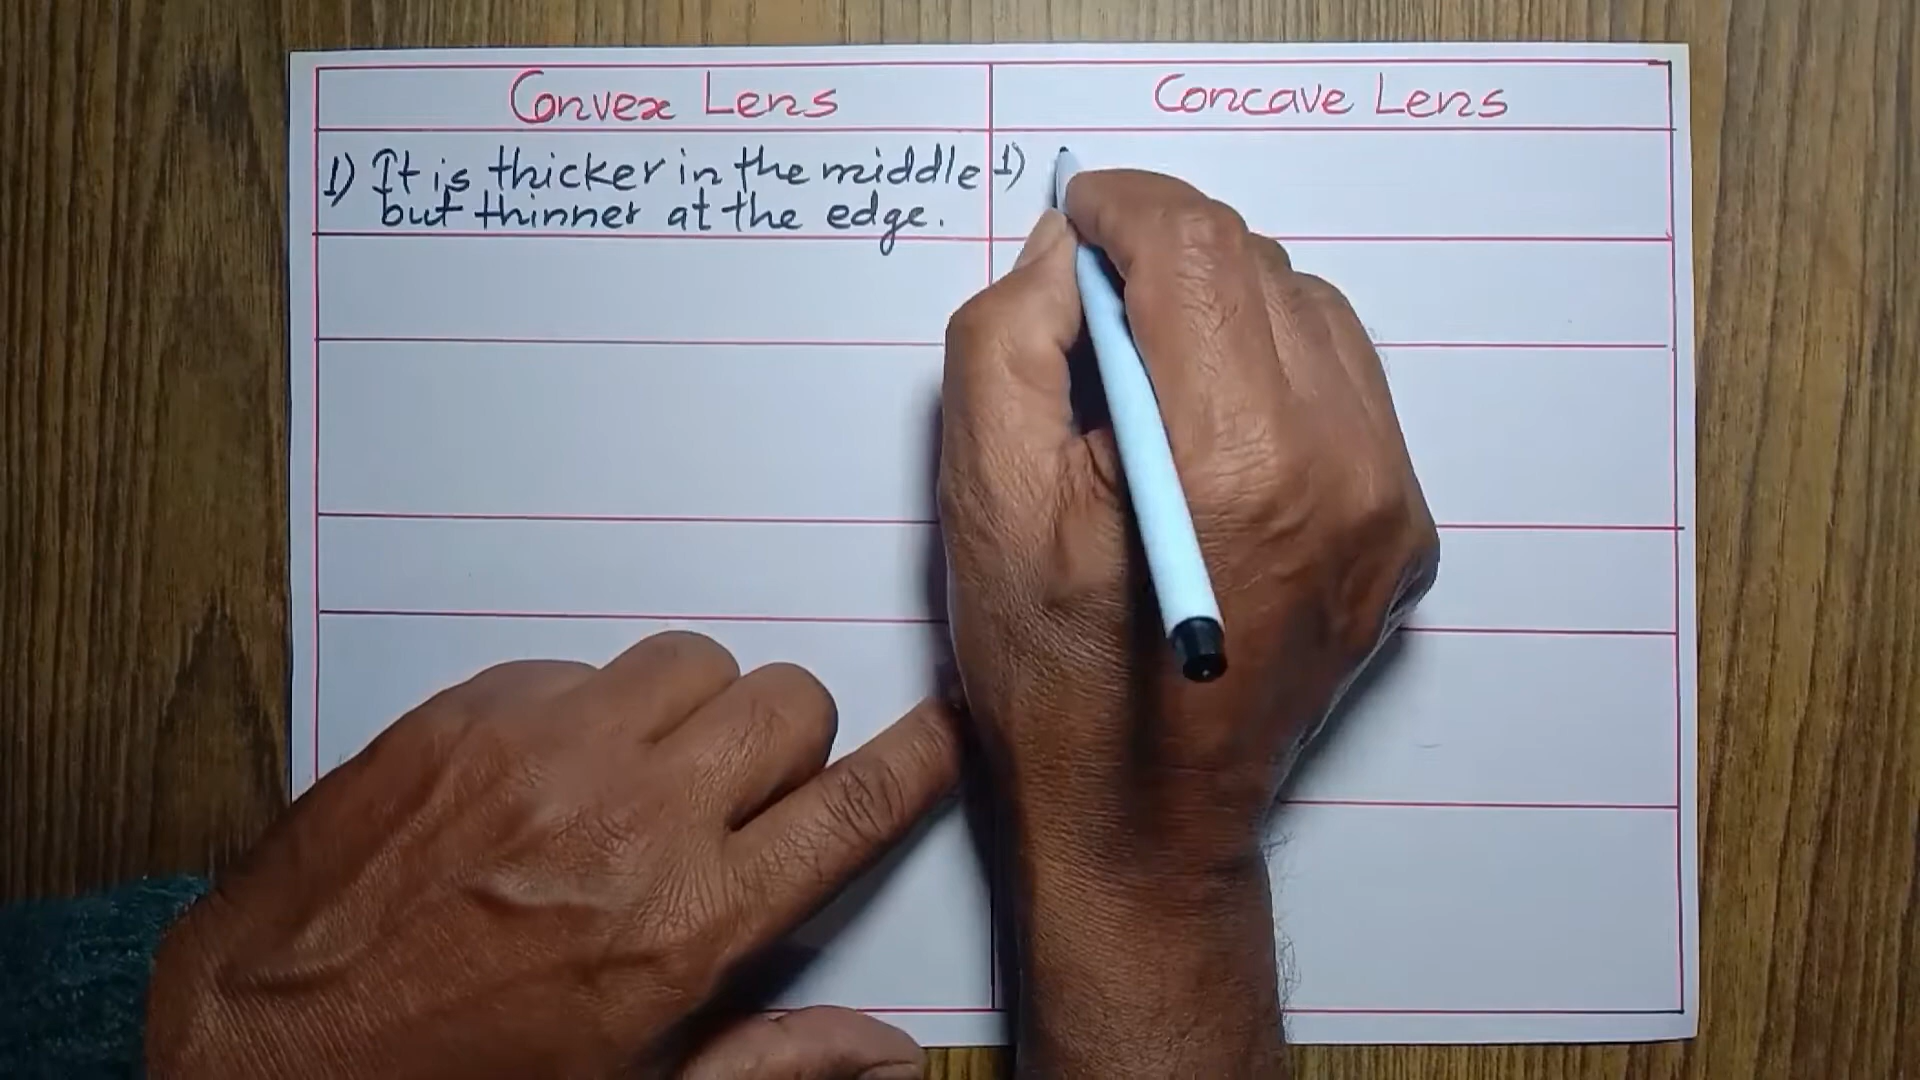 Convex Lens
Concave Lens
1) It is thicker in the middle
but thinner at the edge.
1)